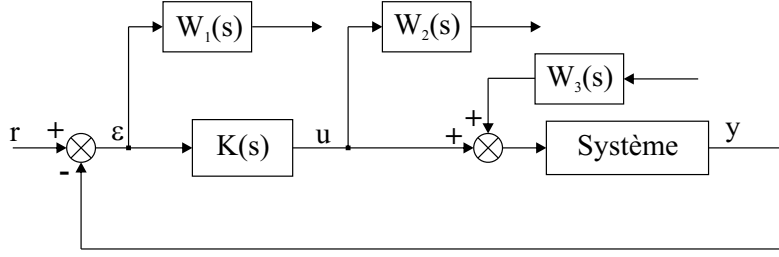 W₁(s)
W₂(s)
W₃(s)
r
+
-
ε
K(s)
u
+
+
Système
y